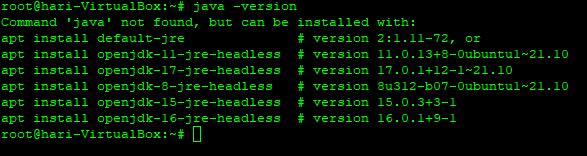 root@hari-VirtualBox:~# java -version
Command 'java' not found, but can be installed with:
apt install default-jre              # version 2:1.11-72, or
apt install openjdk-11-jre-headless  # version 11.0.13+8-0ubuntu1~21.10
apt install openjdk-17-jre-headless  # version 17.0.1+12-1~21.10
apt install openjdk-8-jre-headless   # version 8u312-b07-0ubuntu1~21.10
apt install openjdk-15-jre-headless  # version 15.0.3+3-1
apt install openjdk-16-jre-headless  # version 16.0.1+9-1
root@hari-VirtualBox:~#